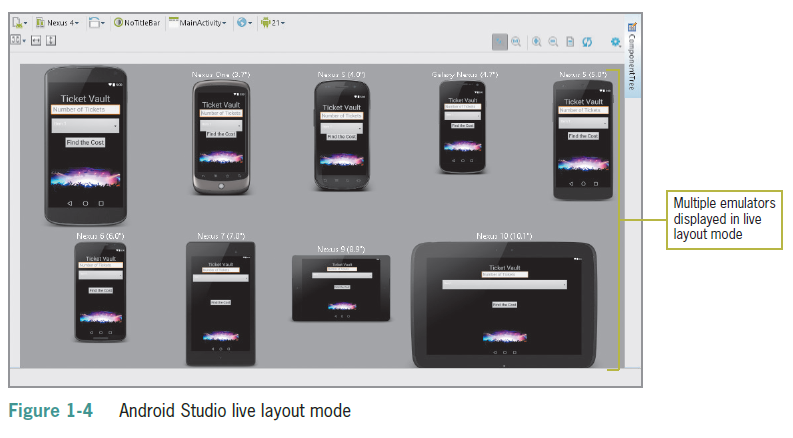 Nexus 4
NoTitleBar
MainActivity
21
Component Tree
Nexus One (3.7")
Nexus S (4.0")
Galaxy Nexus (4.7")
Nexus 5 (5.0")
Ticket Vault
Number of Tickets
Find the Cost
Ticket Vault
Number of Tickets
Find the Cost
Ticket Vault
Number of Tickets
Find the Cost
Ticket Vault
Number of Tickets
Find the Cost
Ticket Vault
Number of Tickets
Find the Cost
Multiple emulators
displayed in live
layout mode
Nexus 6 (6.0")
Nexus 7 (7.0")
Nexus 9 (8.9")
Nexus 10 (10.1")
Ticket Vault
Number of Tickets
Find the Cost
Ticket Vault
Find the Cost
Ticket Vault
Ticket Vault
Number of Tickets
Find the Cost
Figure 1-4 Android Studio live layout mode